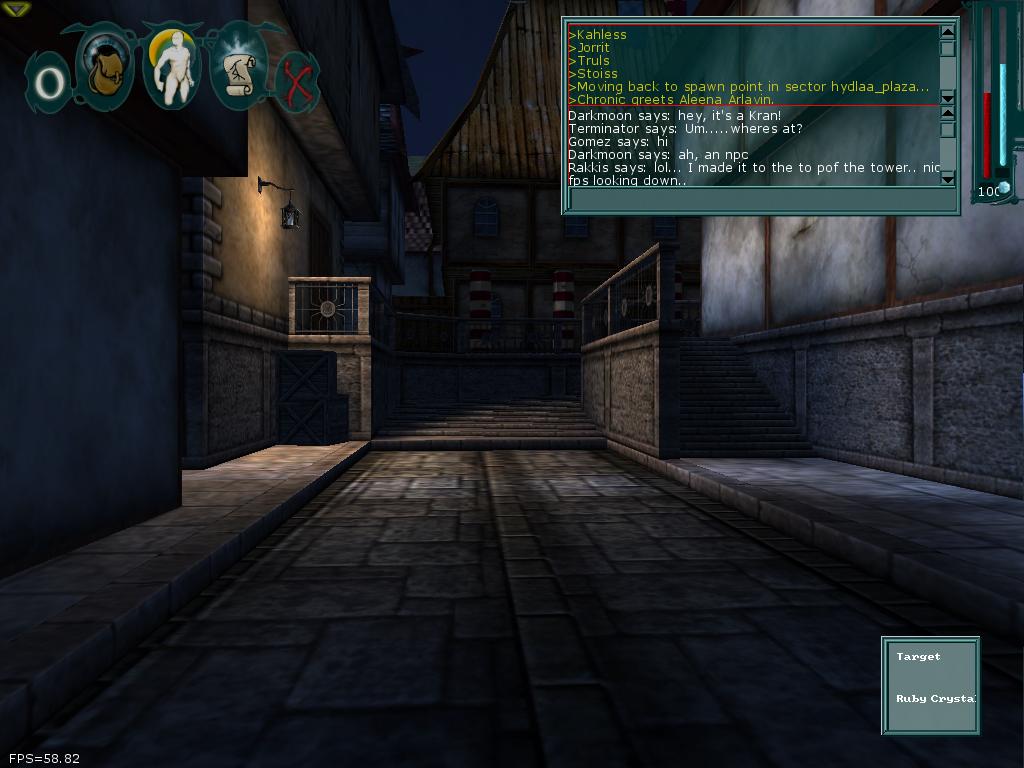 >Kahless
>Jorrit
>Truls
>Stoiss
>Moving back to spawn point in sector hydlaa_plaza...
>Chronic greets Aleena Arlavin.
Darkmoon says: hey, it's a Kran!
Terminator says: Um.....wheres at?
Gomez says: hi
Darkmoon says: ah, an npc
Rakkis says: lol... I made it to the to pof the tower.. nic
fps looking down..
100
Target
Ruby Crysta
FPS=58.82